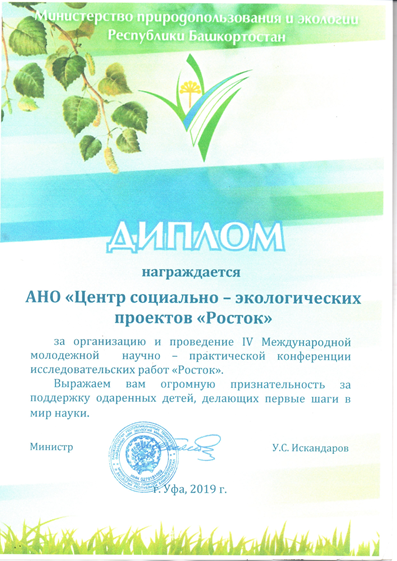 Министерство природопользования и экологии
Республики Башкортостан
ДИПЛОМ
награждается
АНО «Центр социально – экологических
проектов «Росток»
за организацию и проведение IV Международной
молодежной научно – практической конференции
исследовательских работ «Росток».
Выражаем вам огромную признательность за
поддержку одаренных детей, делающих первые шаги в
мир науки.
Министр У.С. Искандаров
г. Уфа, 2019 г.